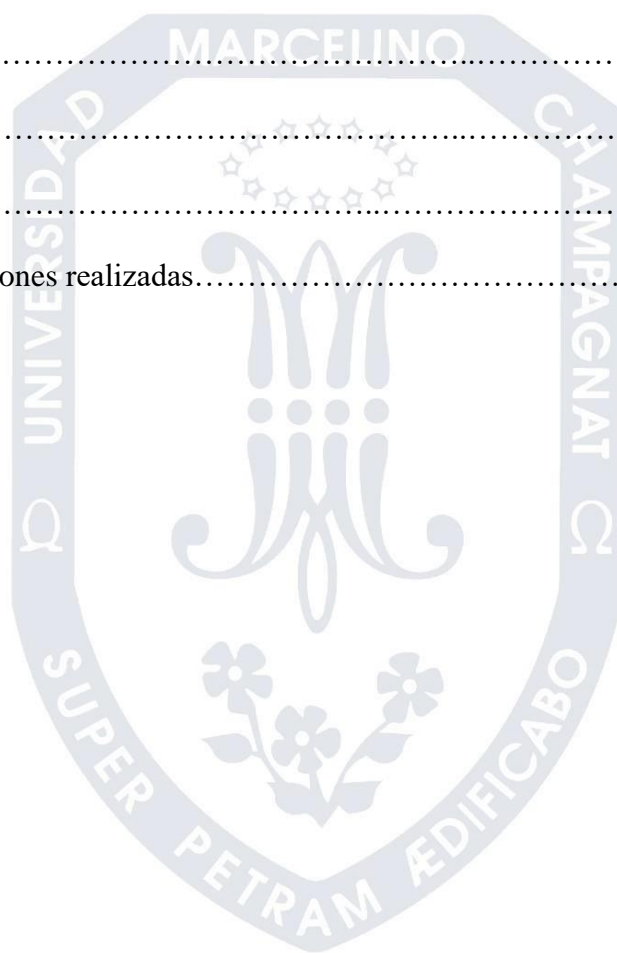 MARCELINO
UNIVERSIDAD
CHAMPAGNAT
……………………………………………………………
……………………………………………………………
……………………………………………………………
ones realizadas……………………………………
Ω
Ω
SUPER PETRAM ÆDIFICABO